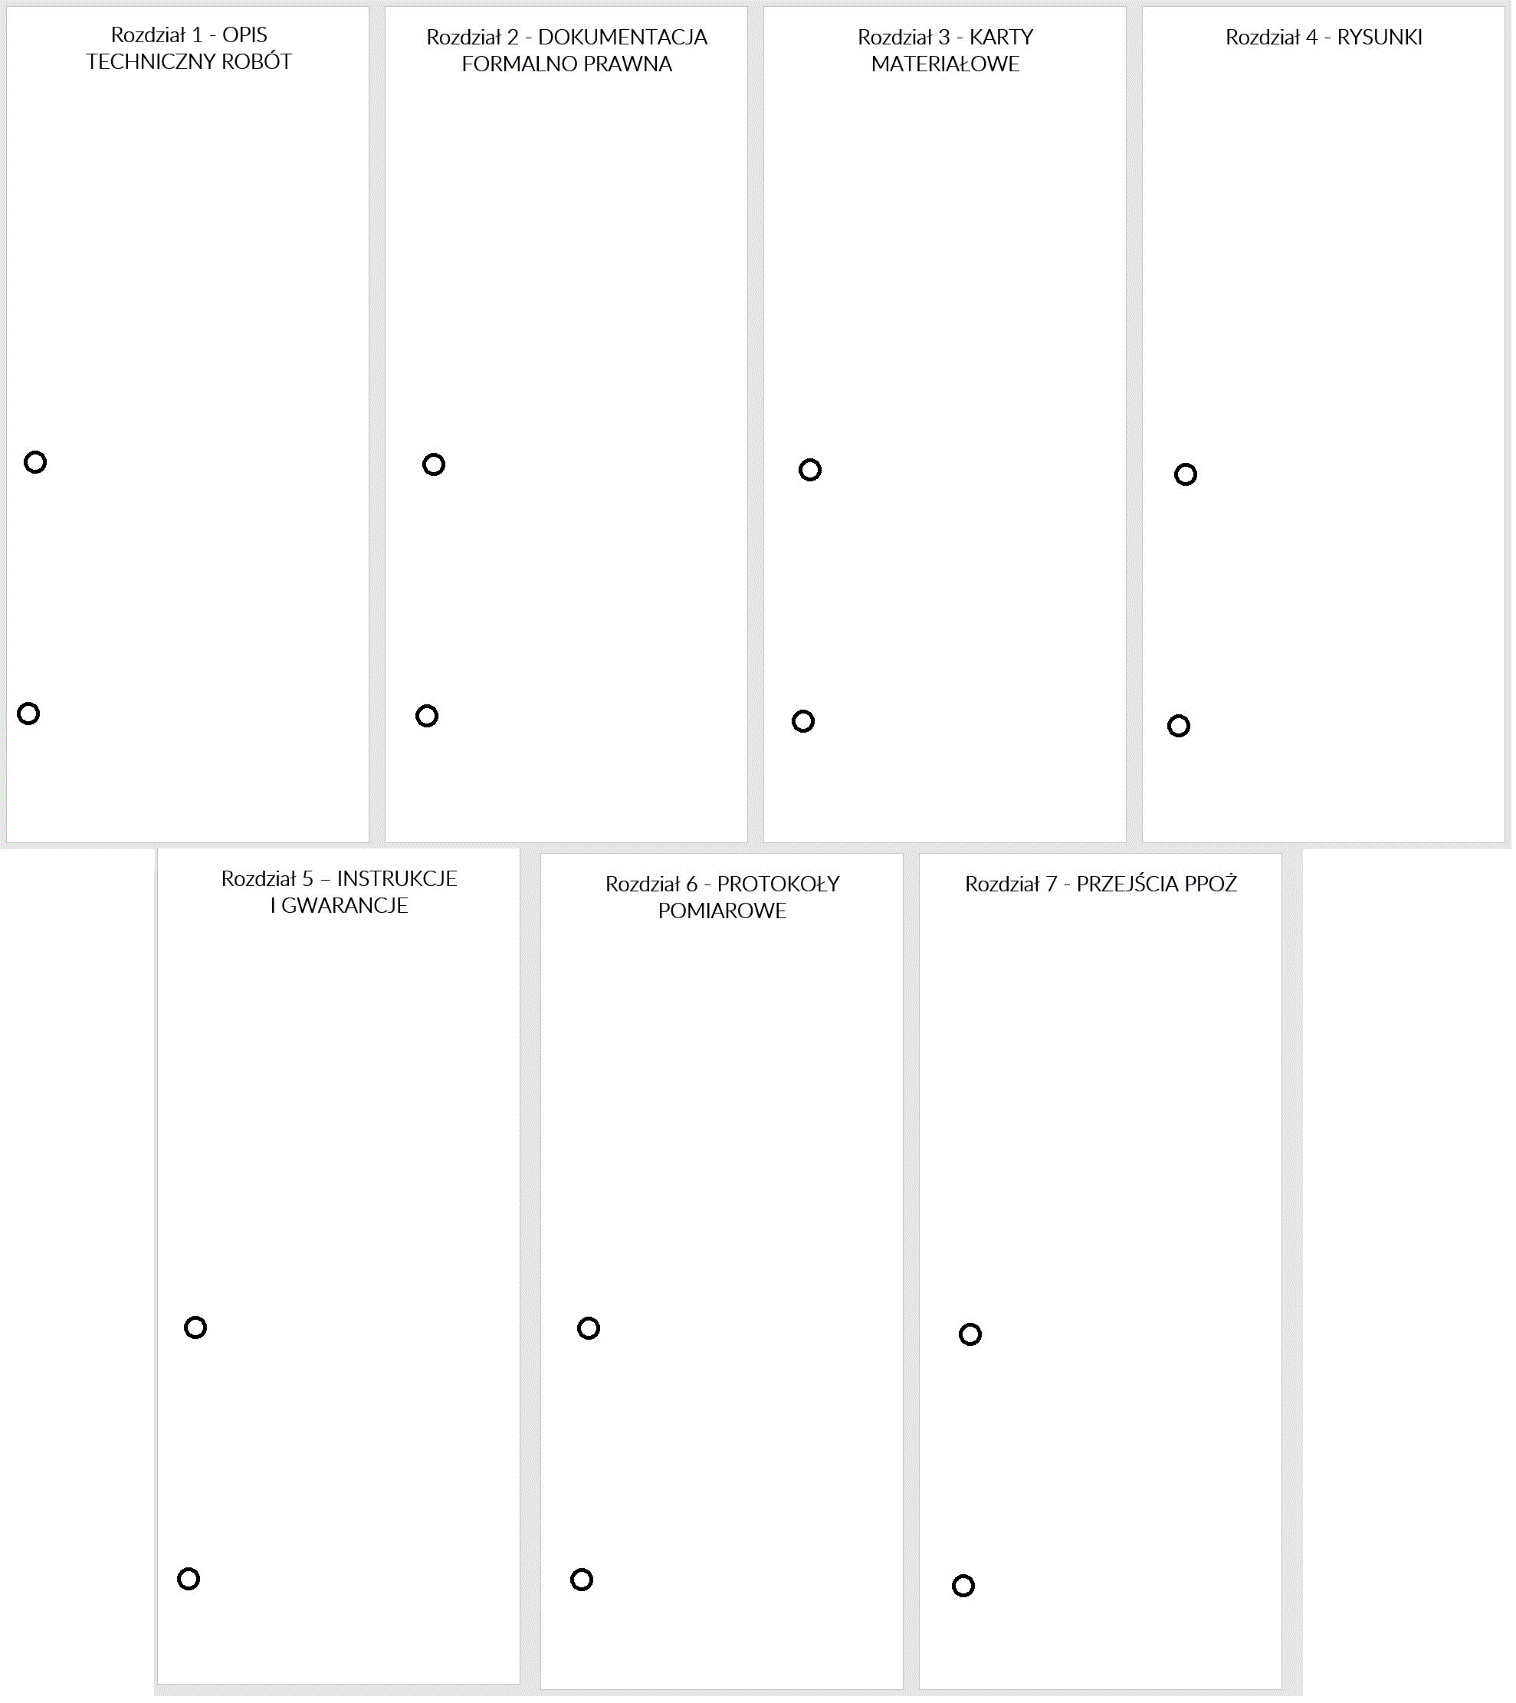 Rozdział 1 - OPIS
TECHNICZNY ROBÓT
Rozdział 2 - DOKUMENTACJA
FORMALNO PRAWNA
Rozdział 3 - KARTY
MATERIAŁOWE
Rozdział 4 - RYSUNKI
Rozdział 5 – INSTRUKCJE
I GWARANCJE
Rozdział 6 - PROTOKOŁY
POMIAROWE
Rozdział 7 - PRZEJŚCIA PPOŻ